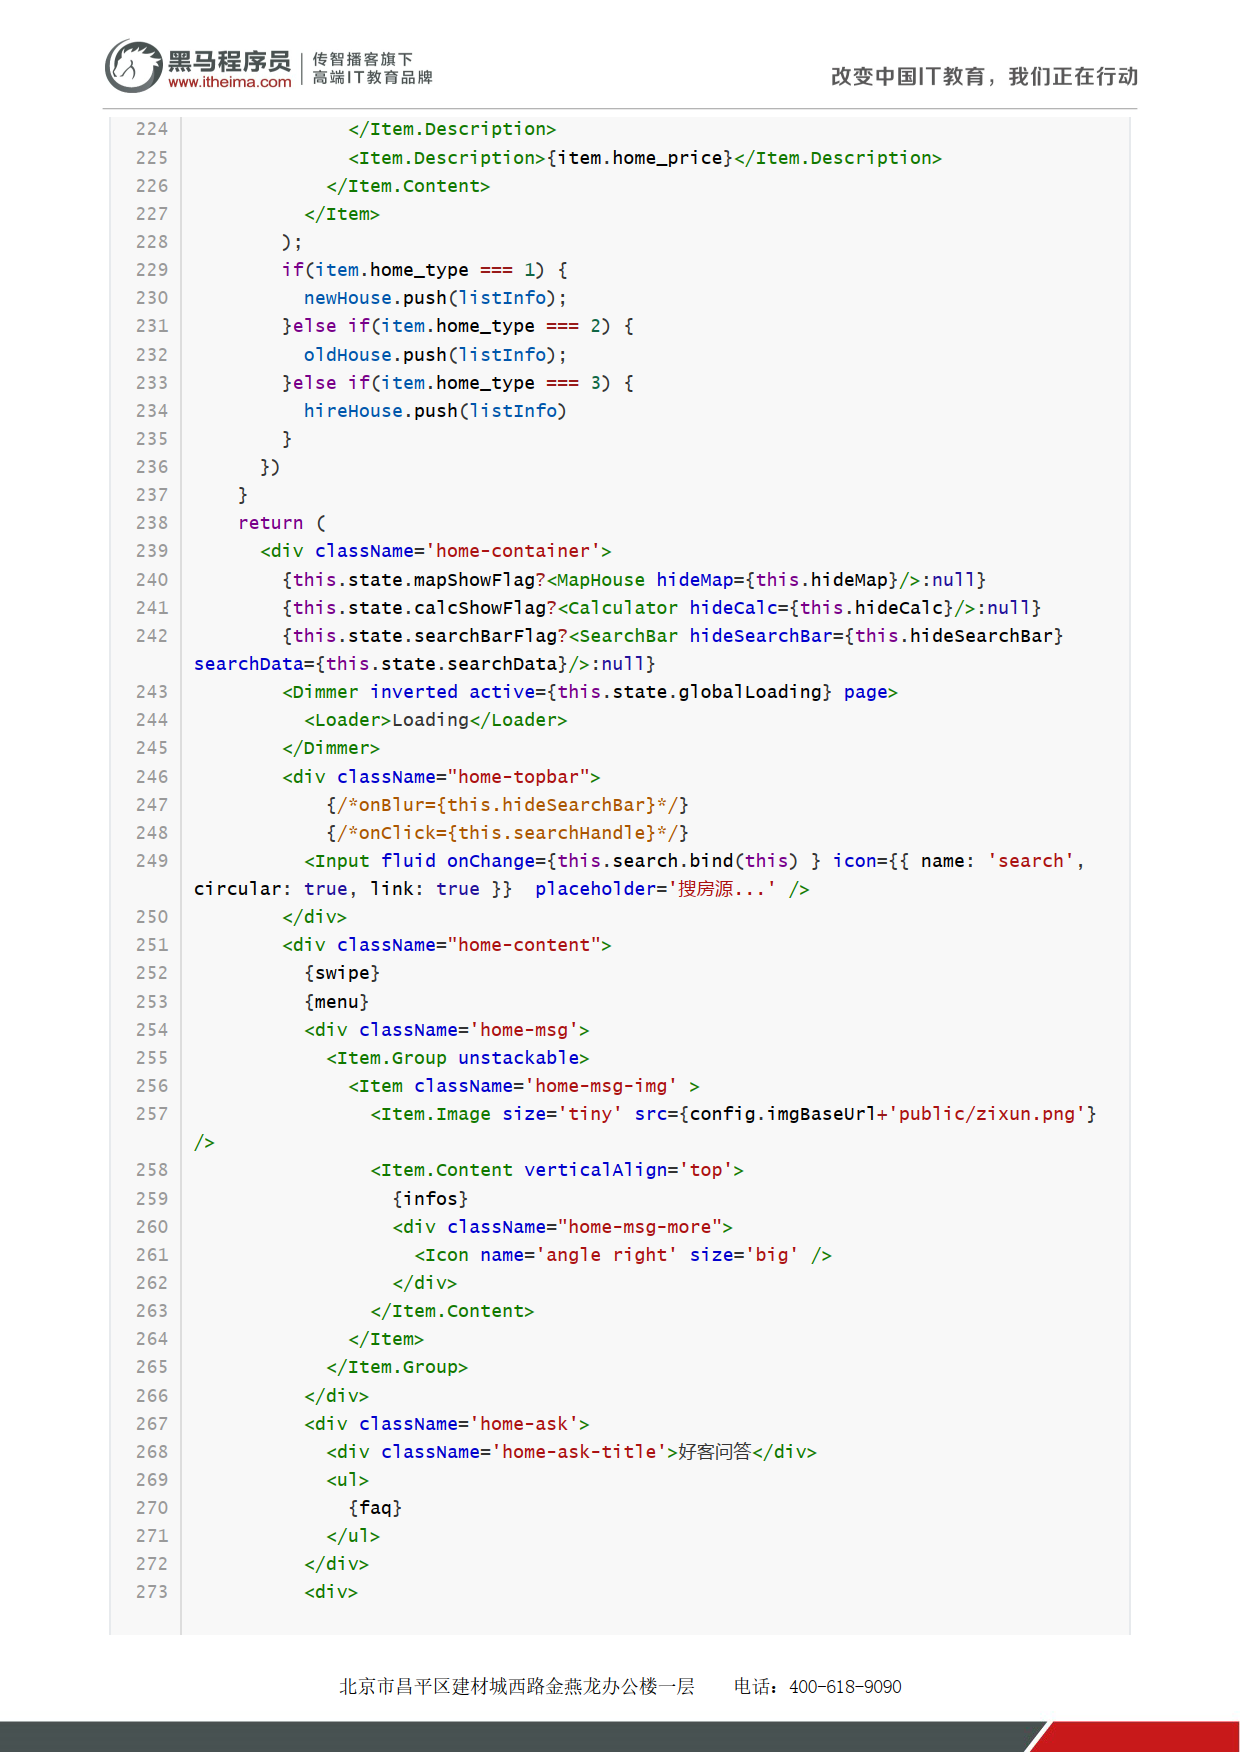 黑马程序员
www.itheima.com
传智播客旗下
高端IT教育品牌
改变中国IT教育，我们正在行动
224 </Item.Description>
225 <Item.Description>{item.home_price}</Item.Description>
226 </Item.Content>
227 </Item>
228 );
229 if(item.home_type === 1) {
230 newHouse.push(listInfo);
231 }else if(item.home_type === 2) {
232 oldHouse.push(listInfo);
233 }else if(item.home_type === 3) {
234 hireHouse.push(listInfo)
235 }
236 })
237 }
238 return (
239 <div className='home-container'>
240 {this.state.mapShowFlag?<MapHouse hideMap={this.hideMap}/>:null}
241 {this.state.calcShowFlag?<Calculator hideCalc={this.hideCalc}/>:null}
242 {this.state.searchBarFlag?<SearchBar hideSearchBar={this.hideSearchBar}
searchData={this.state.searchData}/>:null}
243 <Dimmer inverted active={this.state.globalLoading} page>
244 <Loader>Loading</Loader>
245 </Dimmer>
246 <div className="home-topbar">
247 {/*onBlur={this.hideSearchBar}*/}
248 {/*onClick={this.searchHandle}*/}
249 <Input fluid onChange={this.search.bind(this) } icon={{ name: 'search',
circular: true, link: true }}  placeholder='搜房源...' />
250 </div>
251 <div className="home-content">
252 {swipe}
253 {menu}
254 <div className='home-msg'>
255 <Item.Group unstackable>
256 <Item className='home-msg-img' >
257 <Item.Image size='tiny' src={config.imgBaseUrl+'public/zixun.png'}
/>
258 <Item.Content verticalAlign='top'>
259 {infos}
260 <div className="home-msg-more">
261 <Icon name='angle right' size='big' />
262 </div>
263 </Item.Content>
264 </Item>
265 </Item.Group>
266 </div>
267 <div className='home-ask'>
268 <div className='home-ask-title'>好客问答</div>
269 <ul>
270 {faq}
271 </ul>
272 </div>
273 <div>
北京市昌平区建材城西路金燕龙办公楼一层 电话：400-618-9090